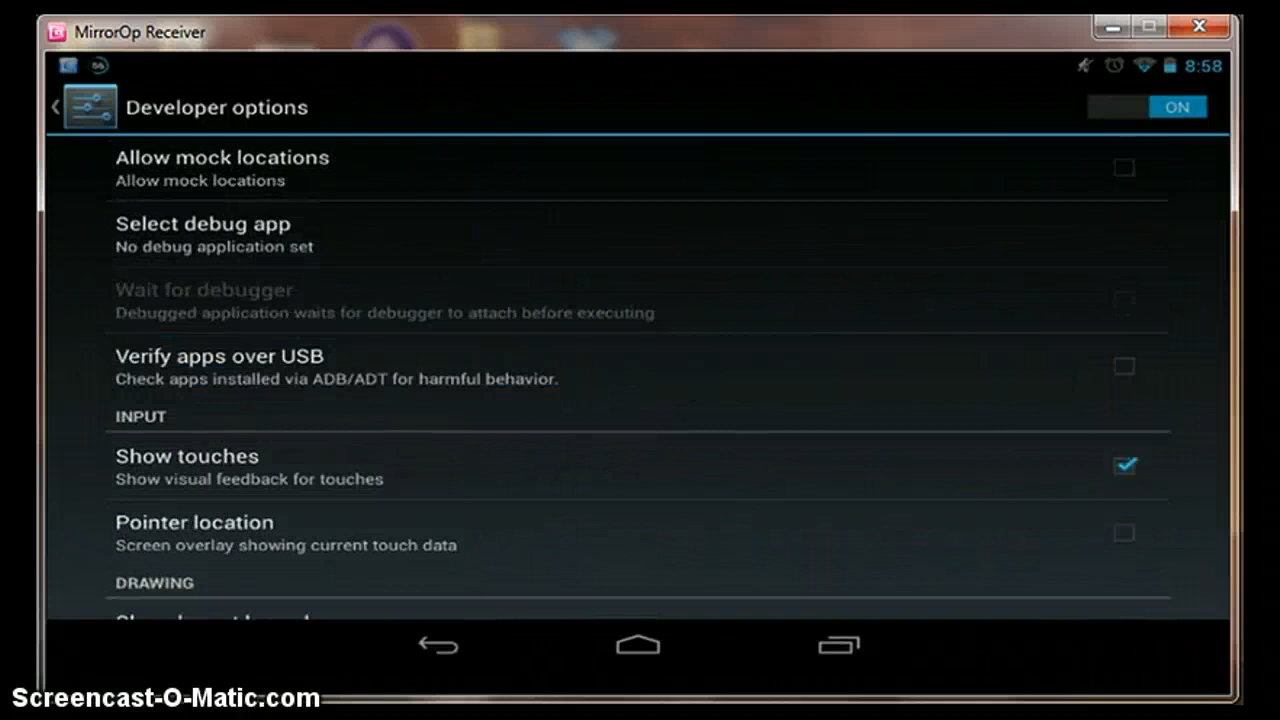 MirrorOp Receiver
8:58
Developer options
ON
Allow mock locations
Allow mock locations
Select debug app
No debug application set
Wait for debugger
Debugged application waits for debugger to attach before executing
Verify apps over USB
Check apps installed via ADB/ADT for harmful behavior.
INPUT
Show touches
Show visual feedback for touches
Pointer location
Screen overlay showing current touch data
DRAWING
Screencast-O-Matic.com